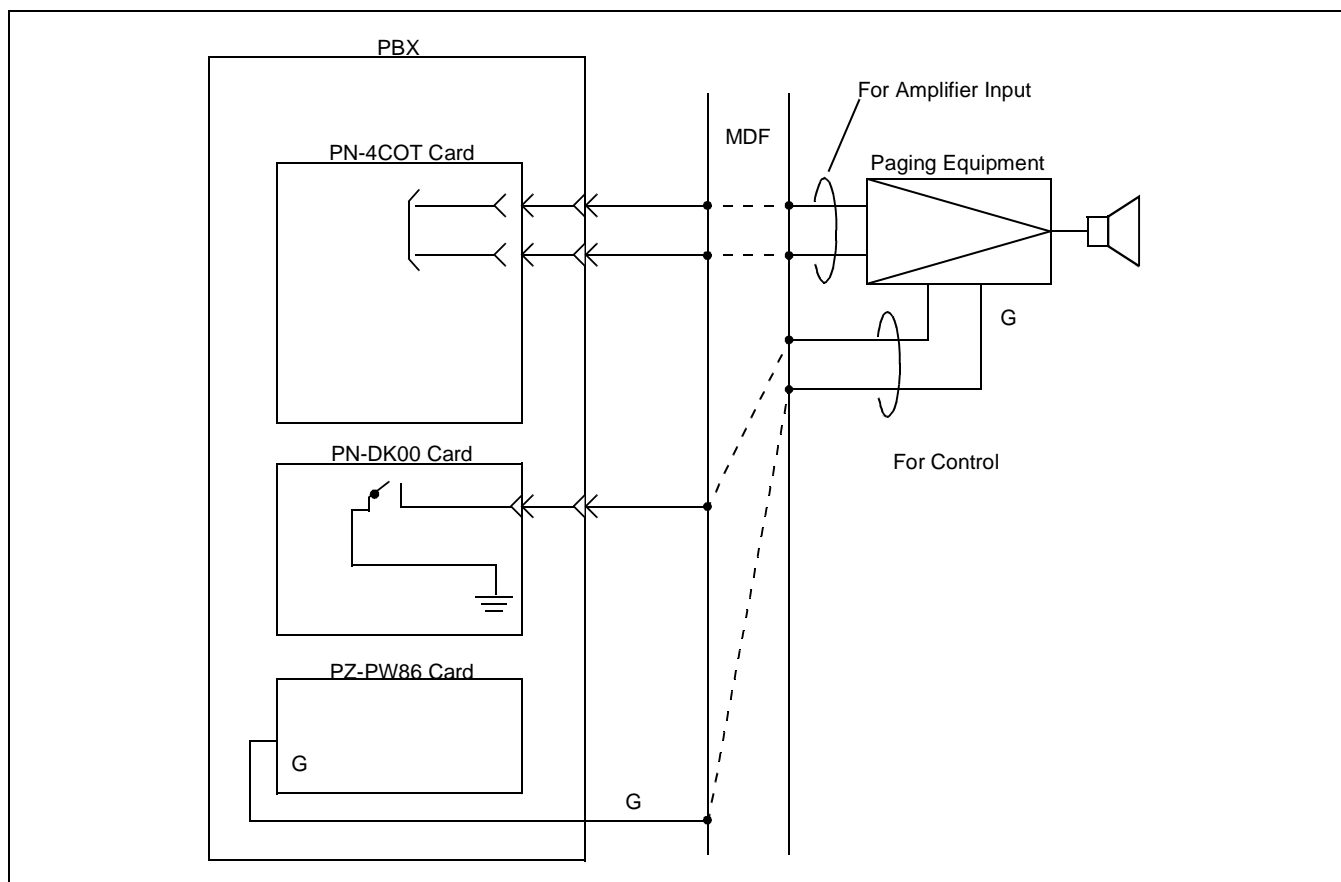 PBX
For Amplifier Input
MDF
PN-4COT Card
Paging Equipment
G
PN-DK00 Card
For Control
PZ-PW86 Card
G
G